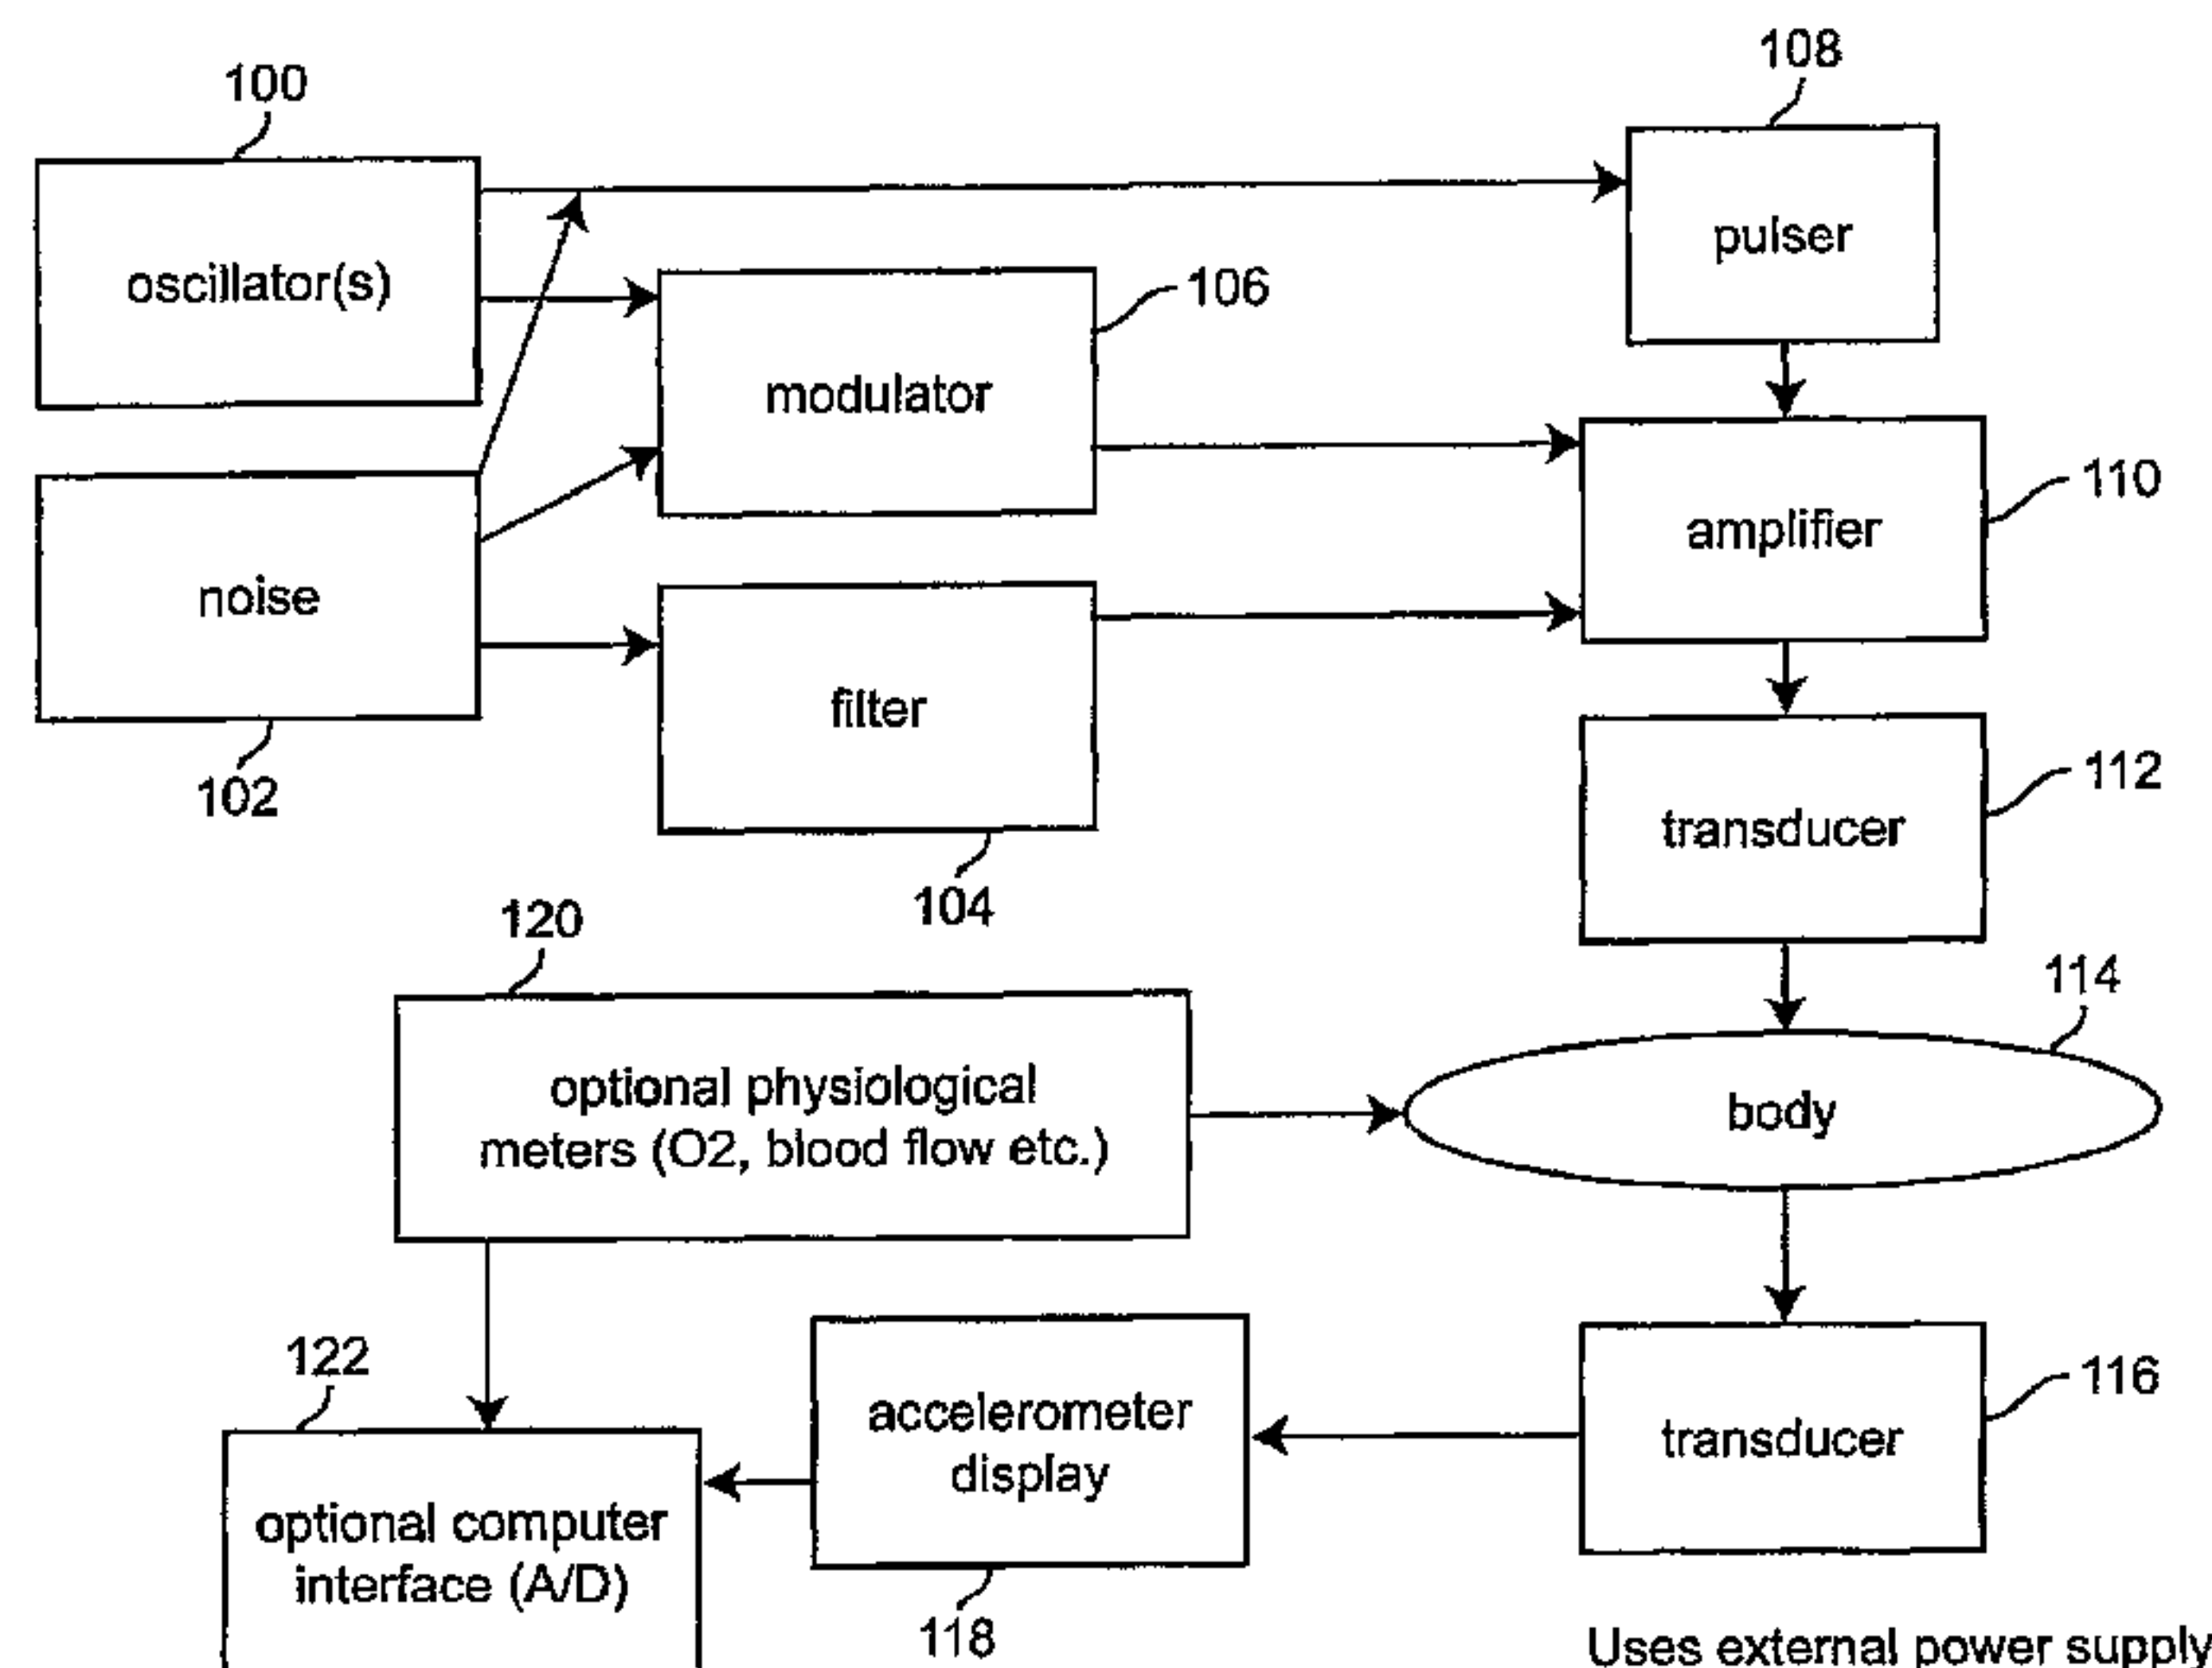 108
100
pulser
oscillator(s)
106
modulator
110
amplifier
noise
filter
112
102
transducer
104
120
114
optional physiological
meters (O2, blood flow etc.)
body
122
accelerometer
display
116
transducer
optional computer
interface (A/D)
118
Uses external power supply